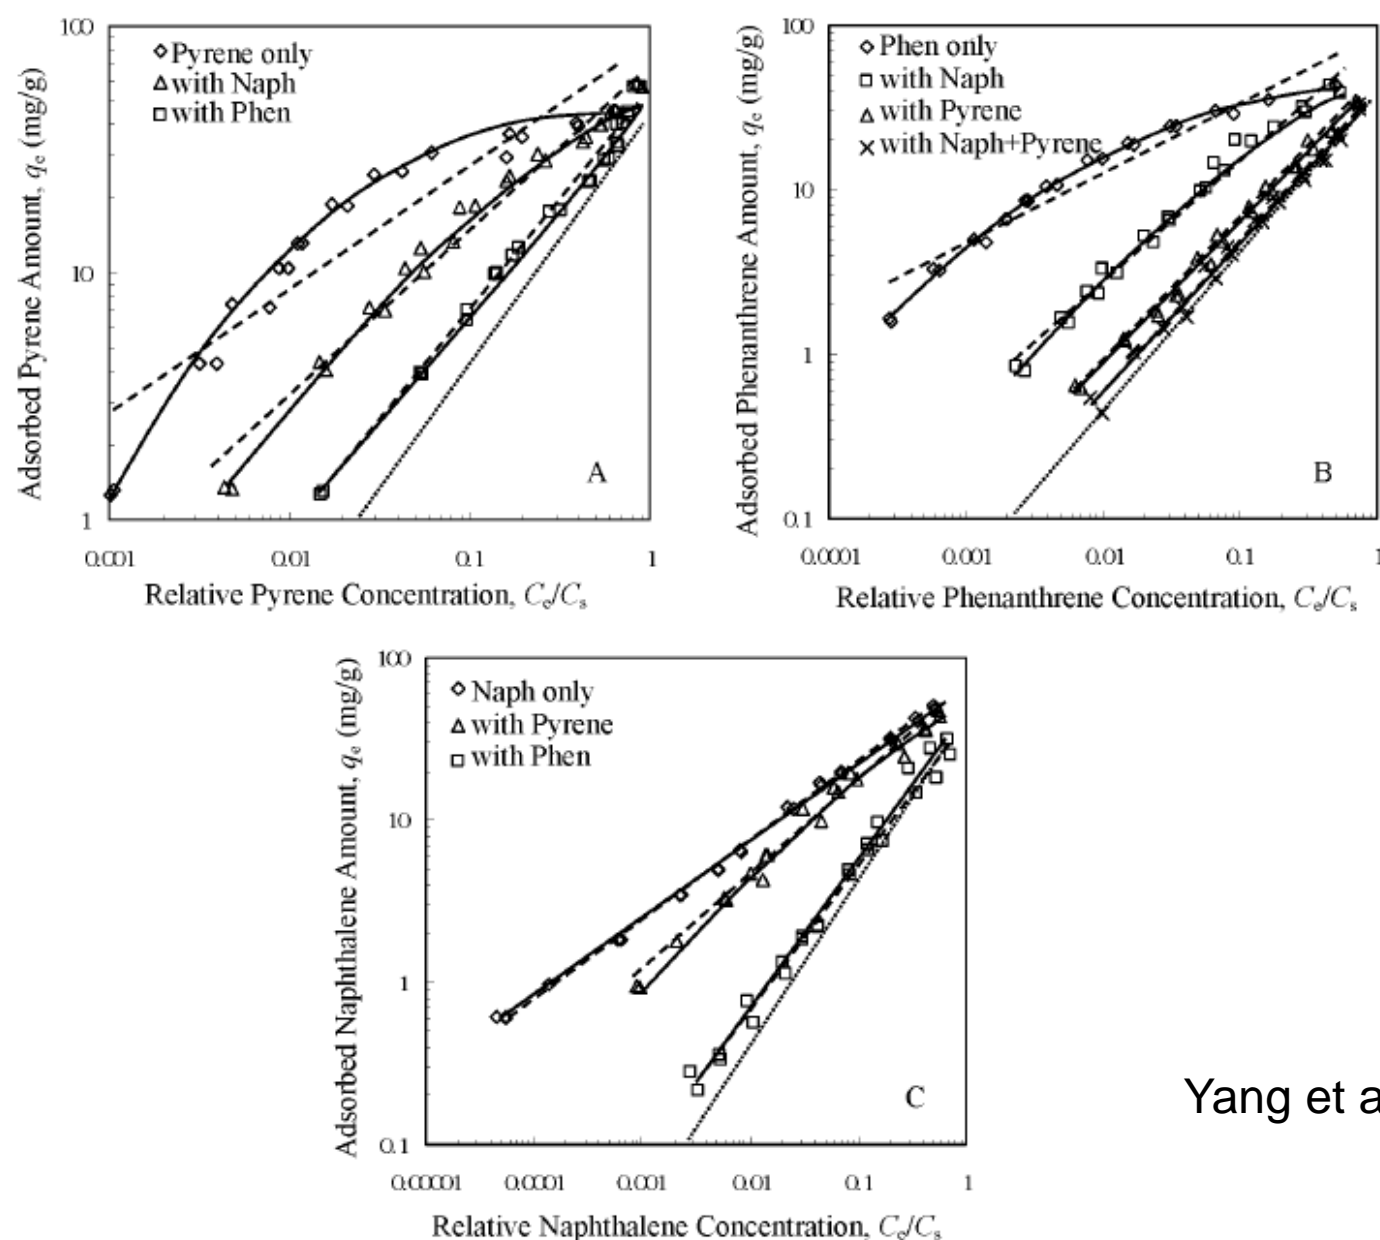 Adsorbed Pyrene Amount, qe (mg/g)
100
10
1
Pyrene only
with Naph
with Phen
A
0.001 0.01 0.1 1
Relative Pyrene Concentration, Ce/Cs
Adsorbed Phenanthrene Amount, qe (mg/g)
100
10
1
0.1
Phen only
with Naph
with Pyrene
with Naph+Pyrene
B
0.0001 0.001 0.01 0.1 1
Relative Phenanthrene Concentration, Ce/Cs
Adsorbed Naphthalene Amount, qe (mg/g)
100
10
1
0.1
Naph only
with Pyrene
with Phen
C
0.00001 0.0001 0.001 0.01 0.1 1
Relative Naphthalene Concentration, Ce/Cs
Yang et a